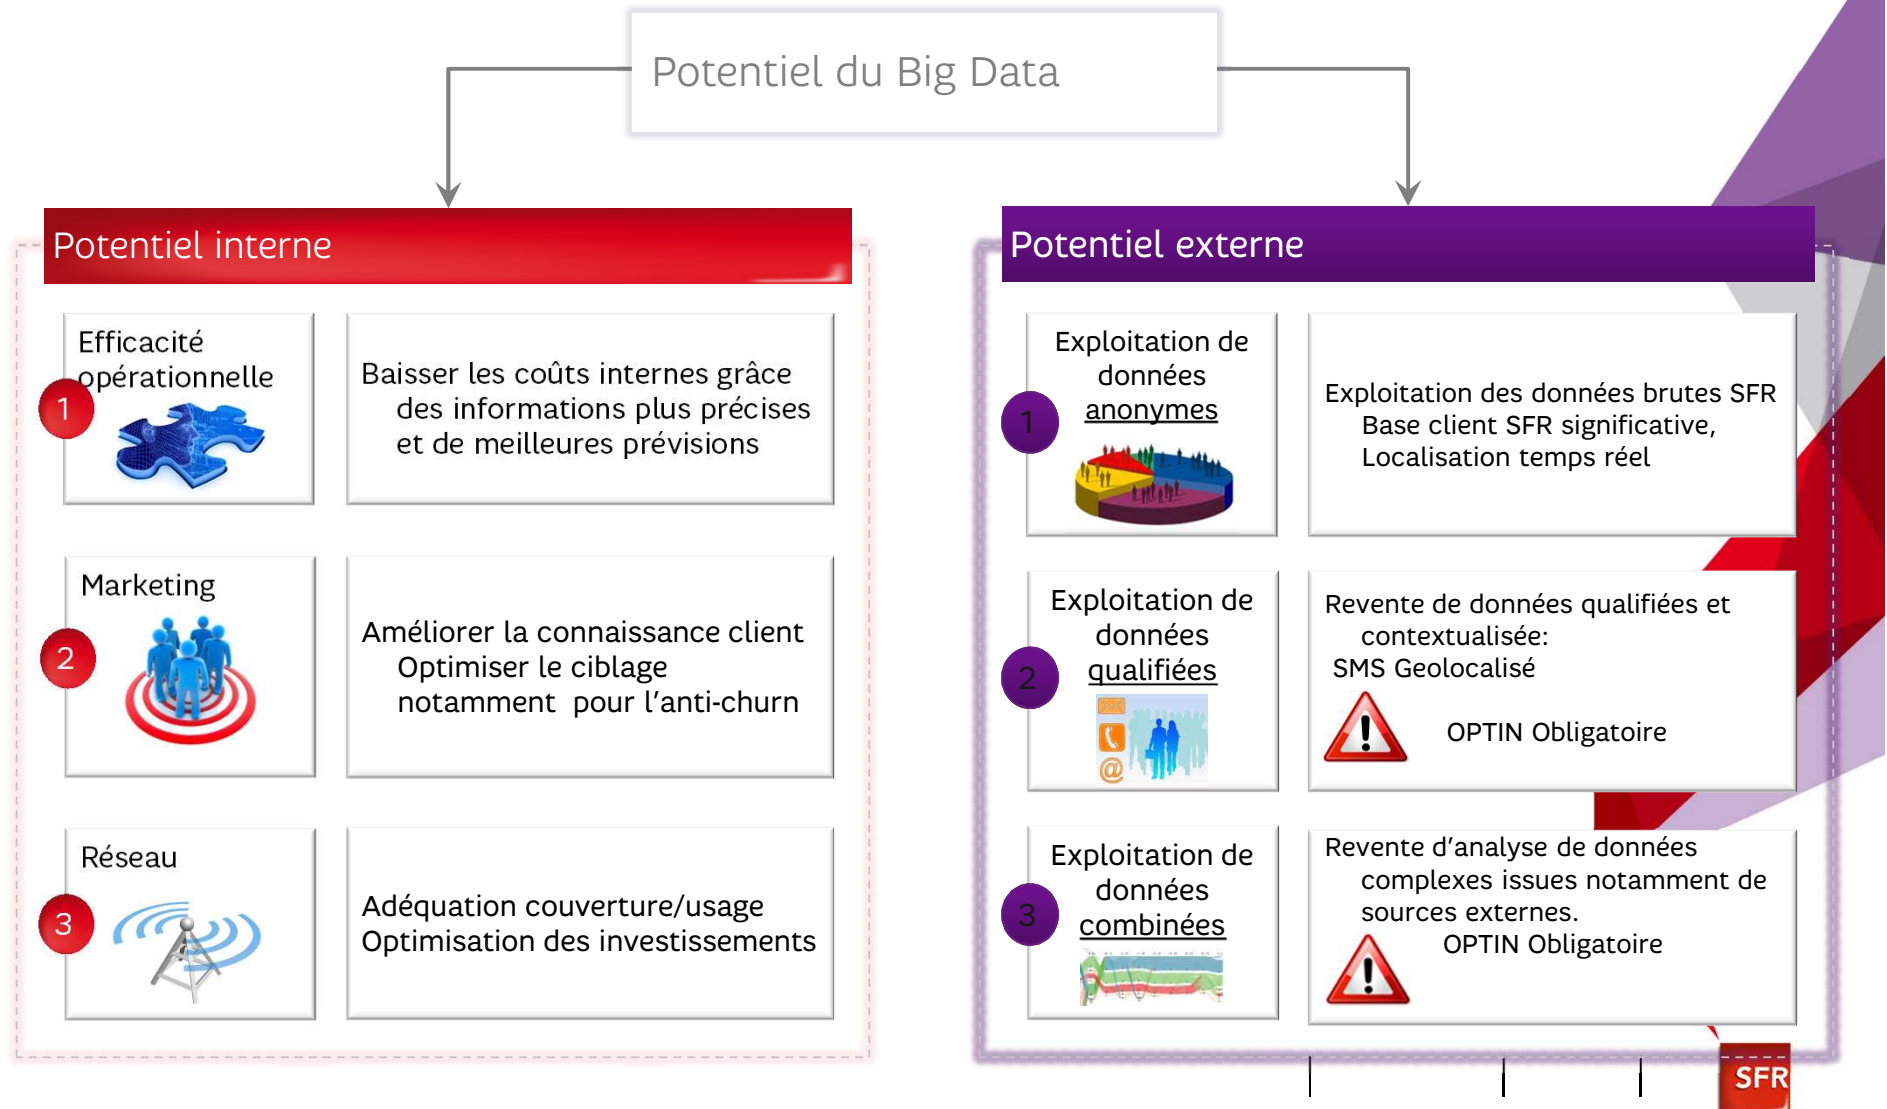 Potentiel du Big Data
Potentiel interne
Efficacité
opérationnelle
1
Baisser les coûts internes grâce
des informations plus précises
et de meilleures prévisions
Marketing
2
Améliorer la connaissance client
Optimiser le ciblage
notamment pour l'anti-churn
Réseau
3
Adéquation couverture/usage
Optimisation des investissements
Potentiel externe
Exploitation de
données
anonymes
1
Exploitation des données brutes SFR
Base client SFR significative,
Localisation temps réel
Exploitation de
données
qualifiées
2
@
Revente de données qualifiées et
contextualisée:
SMS Geolocalisé
OPTIN Obligatoire
Exploitation de
données
combinées
3
Revente d'analyse de données
complexes issues notamment de
sources externes.
OPTIN Obligatoire
SFR